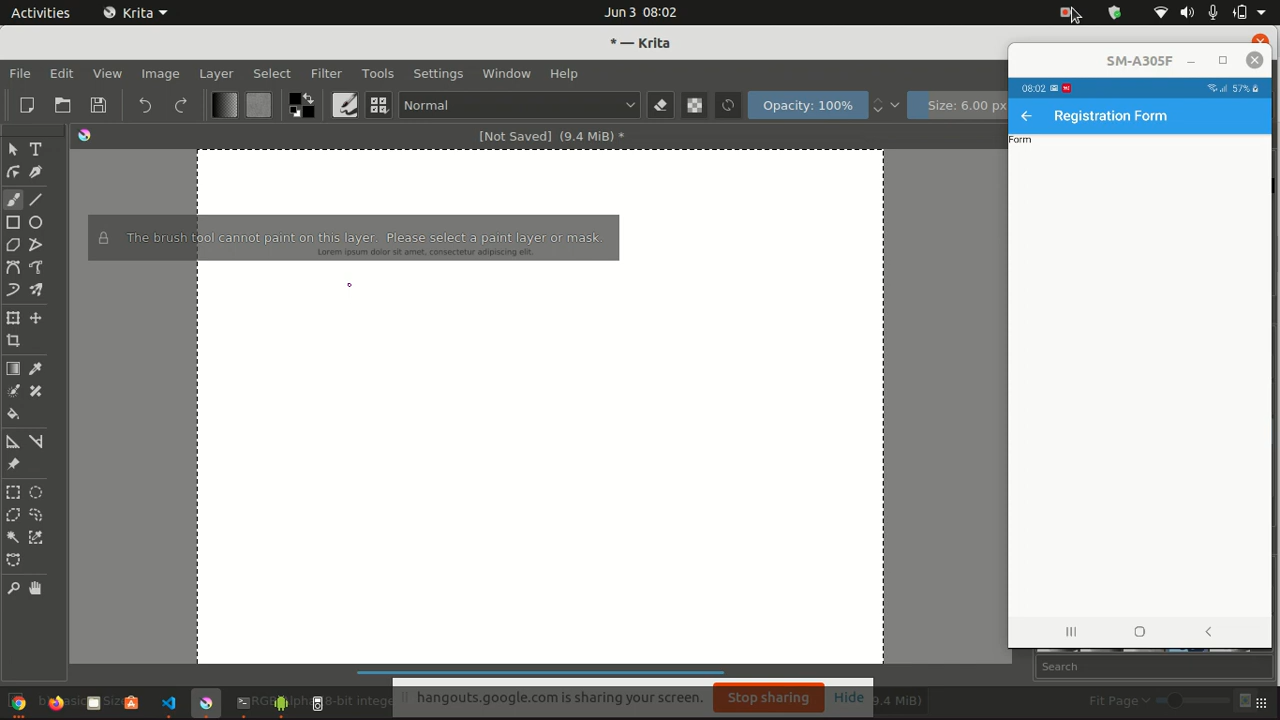 Activities
Krita
Jun 3 08:02
* — Krita
File Edit View Image Layer Select Filter Tools Settings Window Help
Normal
Opacity: 100%
Size: 6.00 px
[Not Saved] (9.4 MiB) *
The brush tool cannot paint on this layer. Please select a paint layer or mask.
Lorem ipsum dolor sit amet, consectetur adipiscing elit.
SM-A305F
08:02
57%
Registration Form
Form
Search
hangouts.google.com is sharing your screen.
Stop sharing
Hide
Fit Page